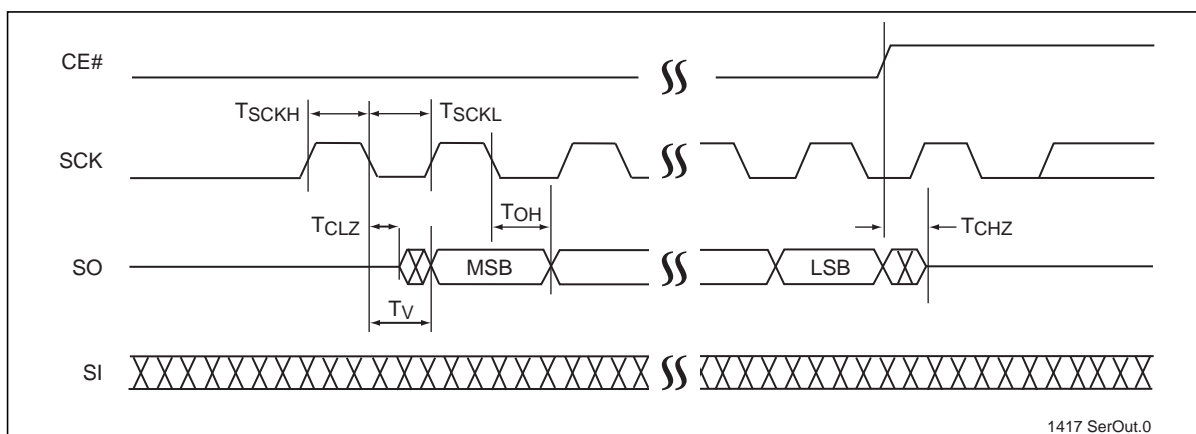 CE#
TSCKH
TSCKL
SCK
TOH
TCLZ
TCHZ
SO
MSB
LSB
TV
SI
1417 SerOut.0